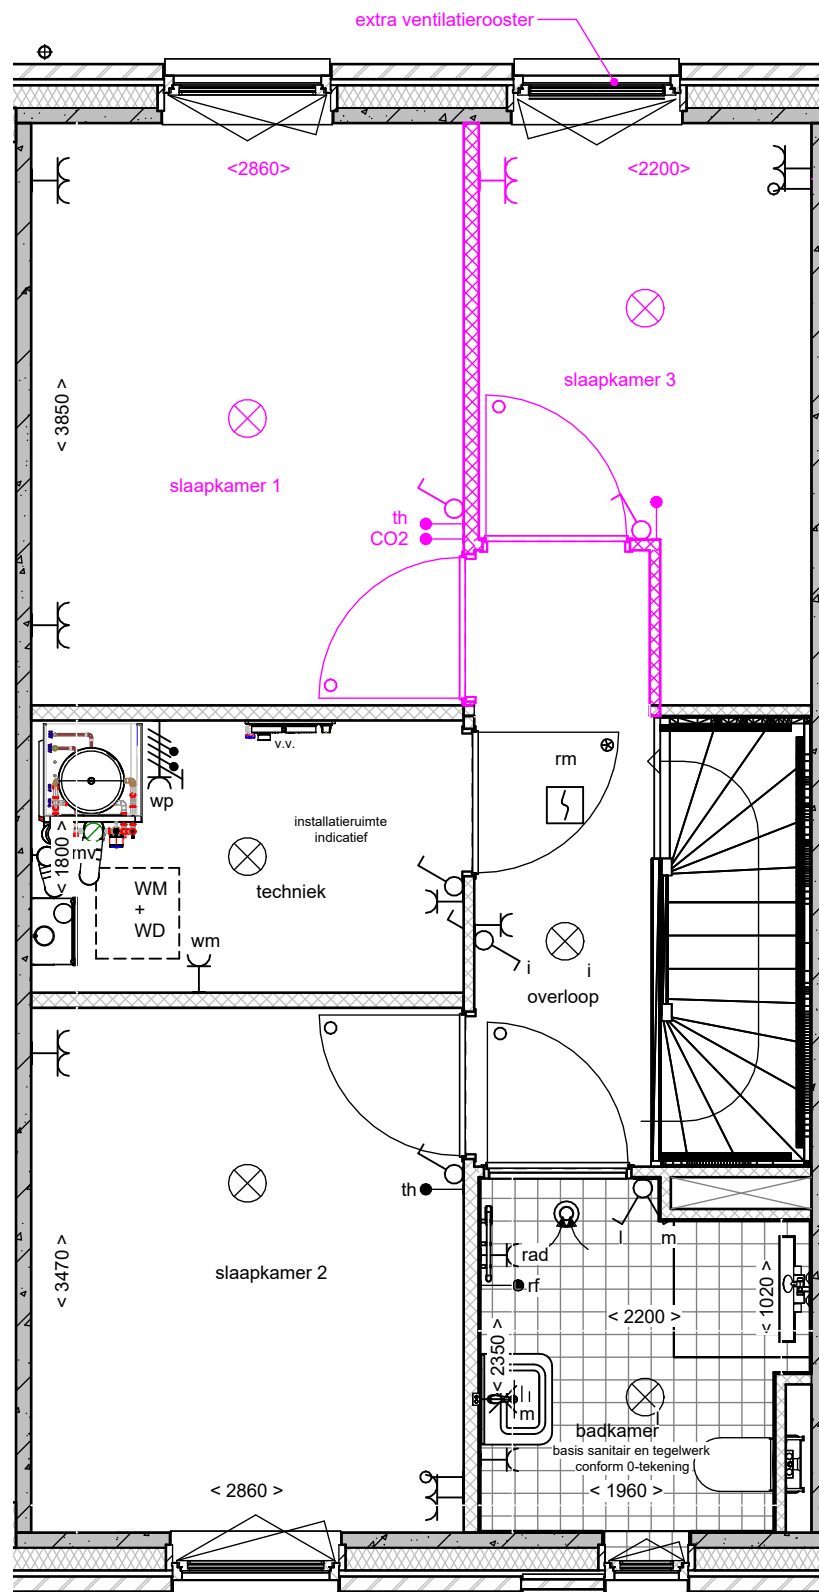 extra ventilatierooster
<2860>
<2200>
slaapkamer 3
< 3850 >
slaapkamer 1
th
CO2
v.v.
rm
wp
installatieruimte
indicatief
mv
< 1800 >
techniek
WM
+
WD
wm
i
i
overloop
th
slaapkamer 2
< 3470 >
l
m
rad
rf
< 2200 >
< 1020 >
< 2350 >
m
badkamer
basis sanitair en tegelwerk
conform 0-tekening
< 2860 >
< 1960 >